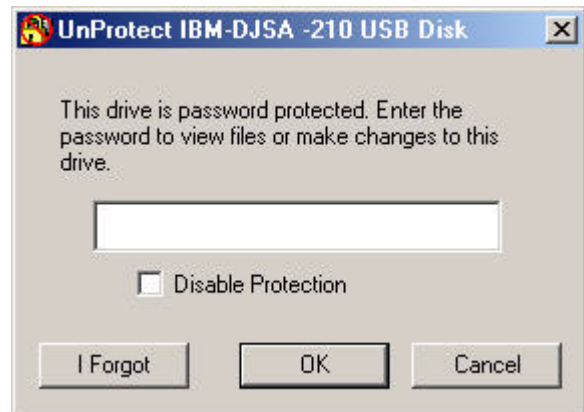 UnProtect IBM-DJSA -210 USB Disk
This drive is password protected. Enter the
password to view files or make changes to this
drive.
Disable Protection
I Forgot
OK
Cancel